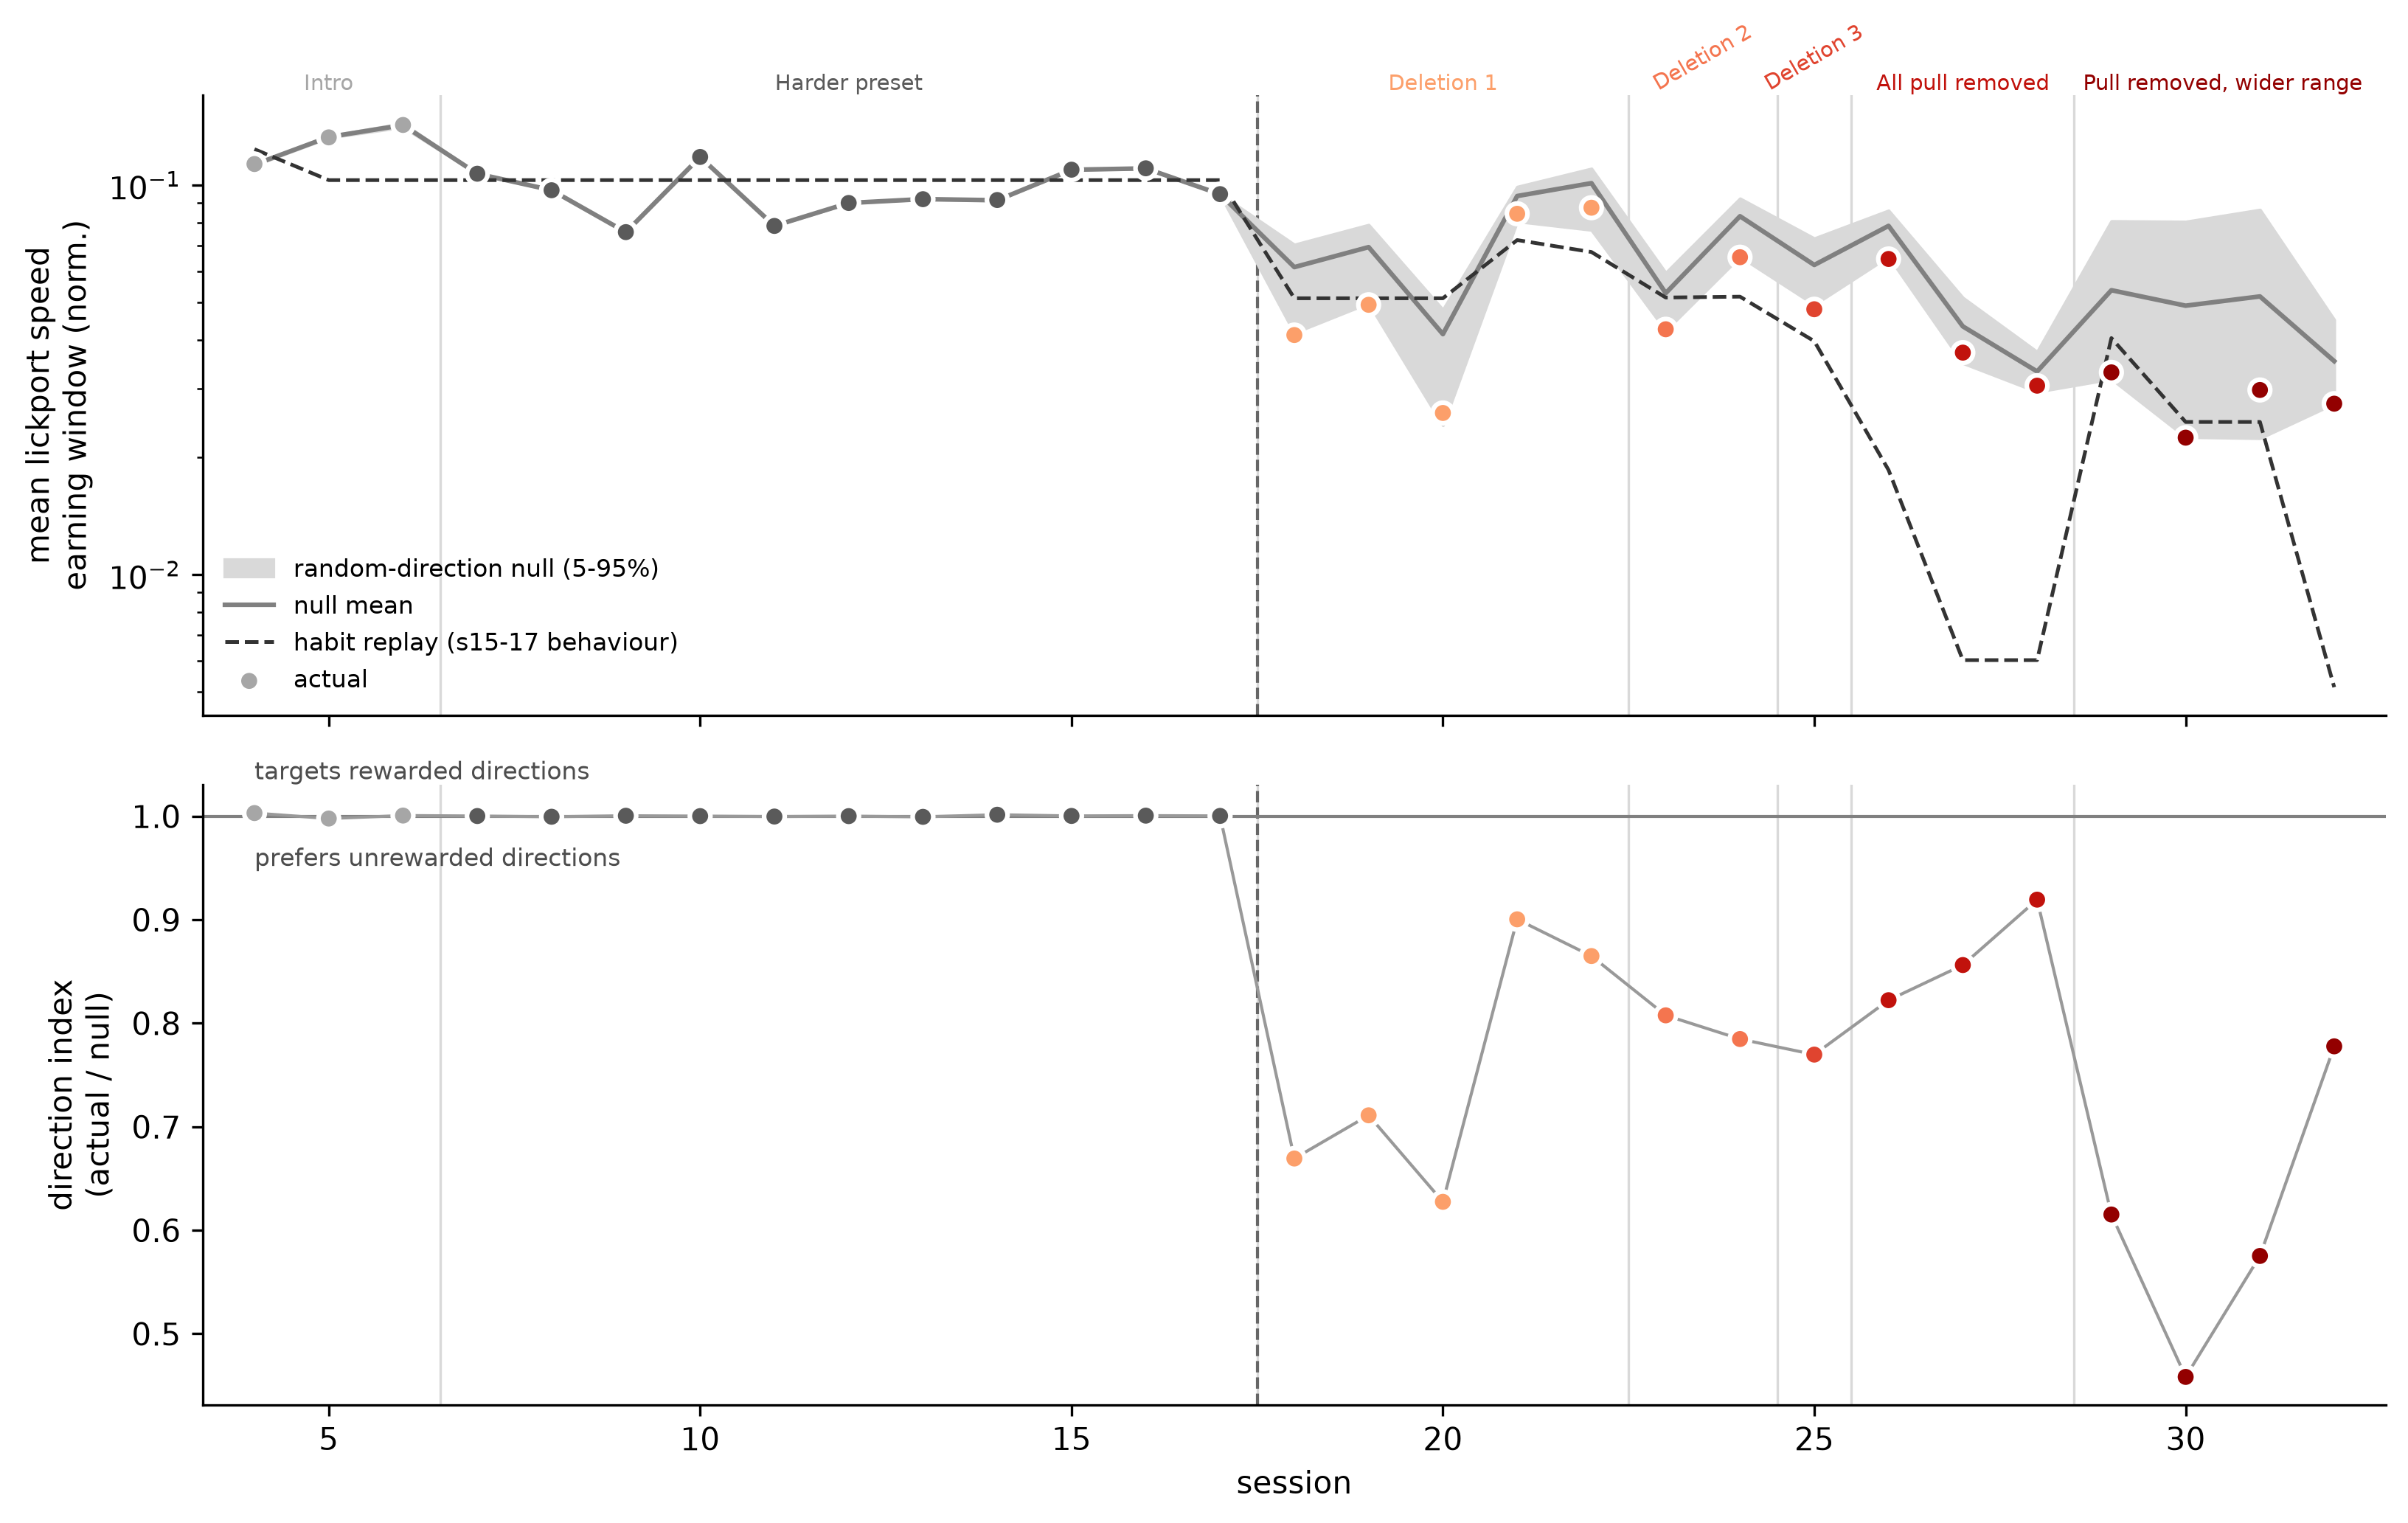 Intro
Harder preset
Deletion 1
Deletion 2
Deletion 3
All pull removed
Pull removed, wider range
mean lickport speed
earning window (norm.)
10⁻¹
10⁻²
random-direction null (5-95%)
null mean
habit replay (s15-17 behaviour)
actual
targets rewarded directions
prefers unrewarded directions
direction index
(actual / null)
1.0
0.9
0.8
0.7
0.6
0.5
5
10
15
20
25
30
session